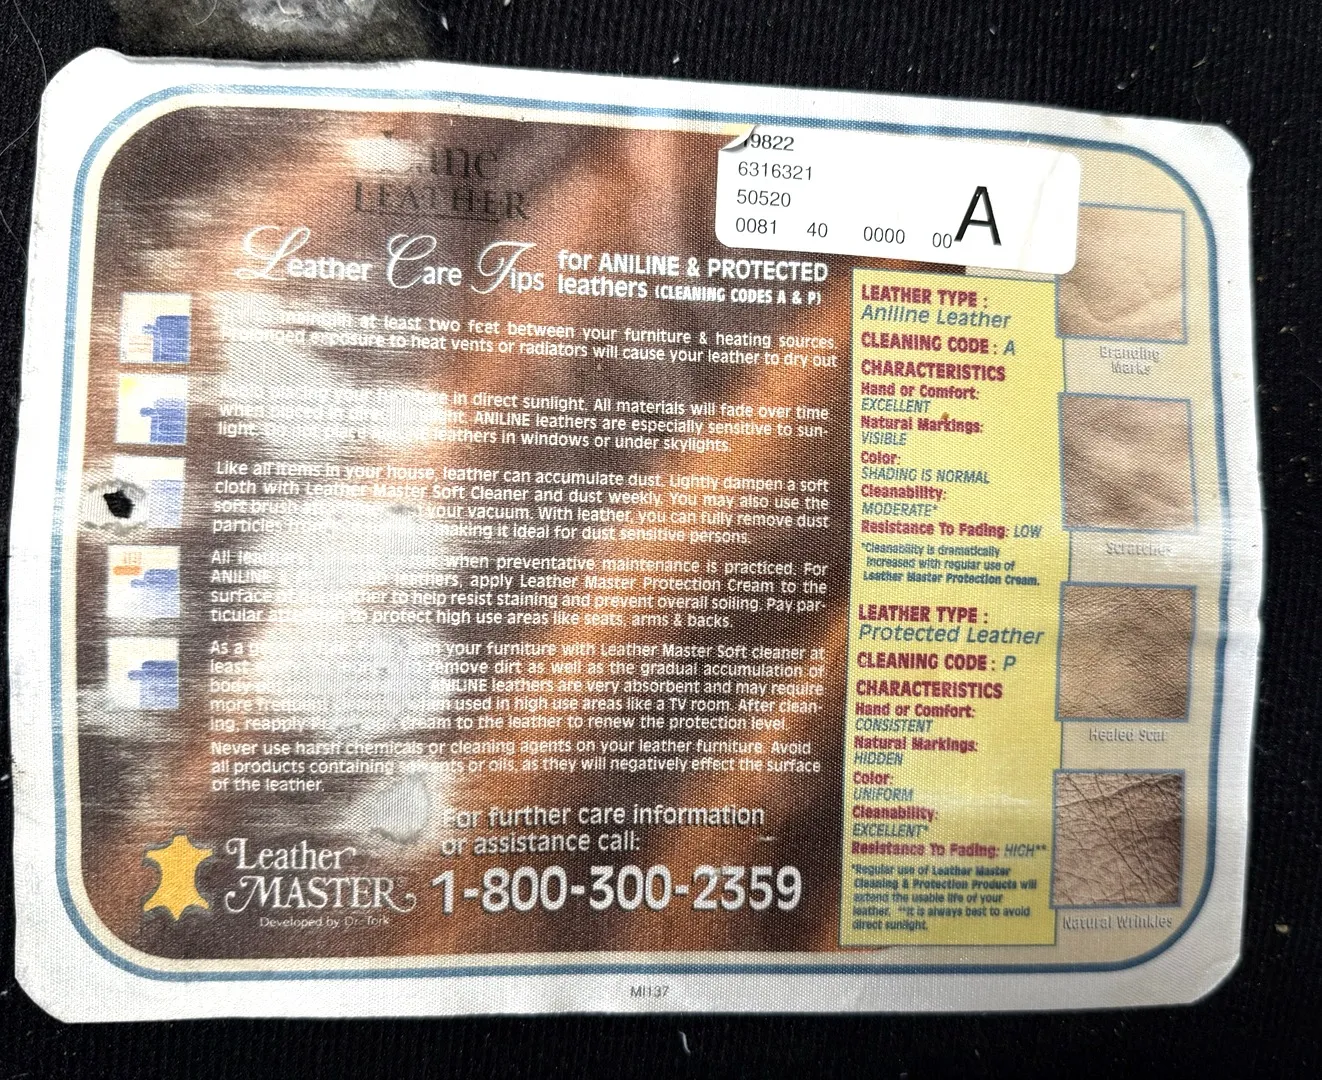 9822
6316321
50520
0081 40 0000 00
A
LEATHER
Leather Care Tips for ANILINE & PROTECTED
leathers (CLEANING CODES A & P)
maintain at least two feet between your furniture & heating sources.
exposure to heat vents or radiators will cause your leather to dry out
your in direct sunlight. All materials will fade over time
when ANILINE leathers are especially sensitive to sun-
light. leathers in windows or under skylights.
Like all items in your house, leather can accumulate dust. Lightly dampen a soft
cloth with Leather Master Soft Cleaner and dust weekly. You may also use the
soft brush your vacuum. With leather, you can fully remove dust
particles making it ideal for dust sensitive persons.
All when preventative maintenance is practiced. For
ANILINE leathers, apply Leather Master Protection Cream to the
surface of to help resist staining and prevent overall soiling. Pay par-
ticular to protect high use areas like seats, arms & backs.
As a your furniture with Leather Master Soft cleaner at
least remove dirt as well as the gradual accumulation of
body ANILINE leathers are very absorbent and may require
more used in high use areas like a TV room. After clean-
ing, reapply Cream to the leather to renew the protection level.
Never use harsh chemicals or cleaning agents on your leather furniture. Avoid
all products containing solvents or oils, as they will negatively effect the surface
of the leather.
For further care information
or assistance call:
1-800-300-2359
Leather
MASTER
Developed by Dr. Tork
LEATHER TYPE :
Aniline Leather
CLEANING CODE : A
CHARACTERISTICS
Hand or Comfort:
EXCELLENT
Natural Markings:
VISIBLE
Color:
SHADING IS NORMAL
Cleanability:
MODERATE*
Resistance To Fading: LOW
*Cleanability is dramatically
increased with regular use of
Leather Master Protection Cream.
LEATHER TYPE :
Protected Leather
CLEANING CODE : P
CHARACTERISTICS
Hand or Comfort:
CONSISTENT
Natural Markings:
HIDDEN
Color:
UNIFORM
Cleanability:
EXCELLENT*
Resistance To Fading: HIGH**
*Regular use of Leather Master
Cleaning & Protection Products will
extend the usable life of your
leather. **It is always best to avoid
direct sunlight.
Branding
Marks
Scratches
Healed Scar
Natural Wrinkles
MI137